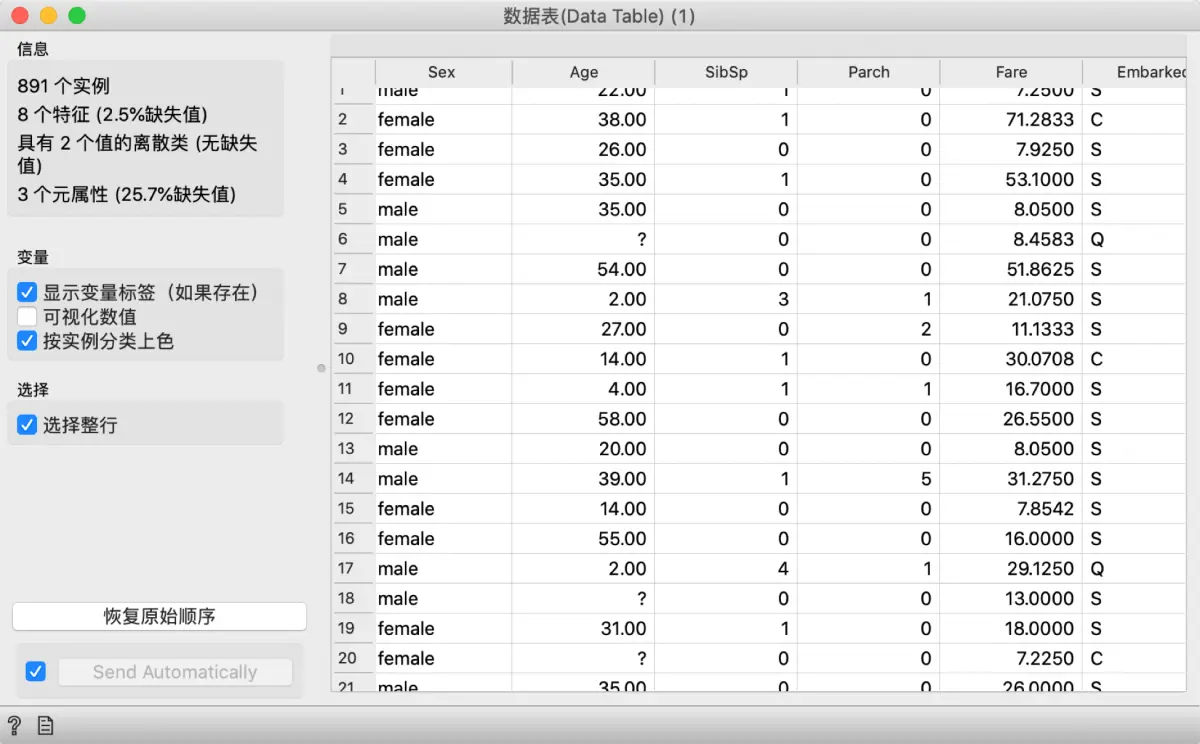 数据表(Data Table) (1)
信息
891 个实例
8 个特征 (2.5%缺失值)
具有 2 个值的离散类 (无缺失
值)
3 个元属性 (25.7%缺失值)
变量
显示变量标签（如果存在）
可视化数值
按实例分类上色
选择
选择整行
恢复原始顺序
Send Automatically
Sex Age SibSp Parch Fare Embarked
1 male 22.00 1 0 7.2500 S
2 female 38.00 1 0 71.2833 C
3 female 26.00 0 0 7.9250 S
4 female 35.00 1 0 53.1000 S
5 male 35.00 0 0 8.0500 S
6 male ? 0 0 8.4583 Q
7 male 54.00 0 0 51.8625 S
8 male 2.00 3 1 21.0750 S
9 female 27.00 0 2 11.1333 S
10 female 14.00 1 0 30.0708 C
11 female 4.00 1 1 16.7000 S
12 female 58.00 0 0 26.5500 S
13 male 20.00 0 0 8.0500 S
14 male 39.00 1 5 31.2750 S
15 female 14.00 0 0 7.8542 S
16 female 55.00 0 0 16.0000 S
17 male 2.00 4 1 29.1250 Q
18 male ? 0 0 13.0000 S
19 female 31.00 1 0 18.0000 S
20 female ? 0 0 7.2250 C
21 male 35.00 0 0 26.0000 S
?